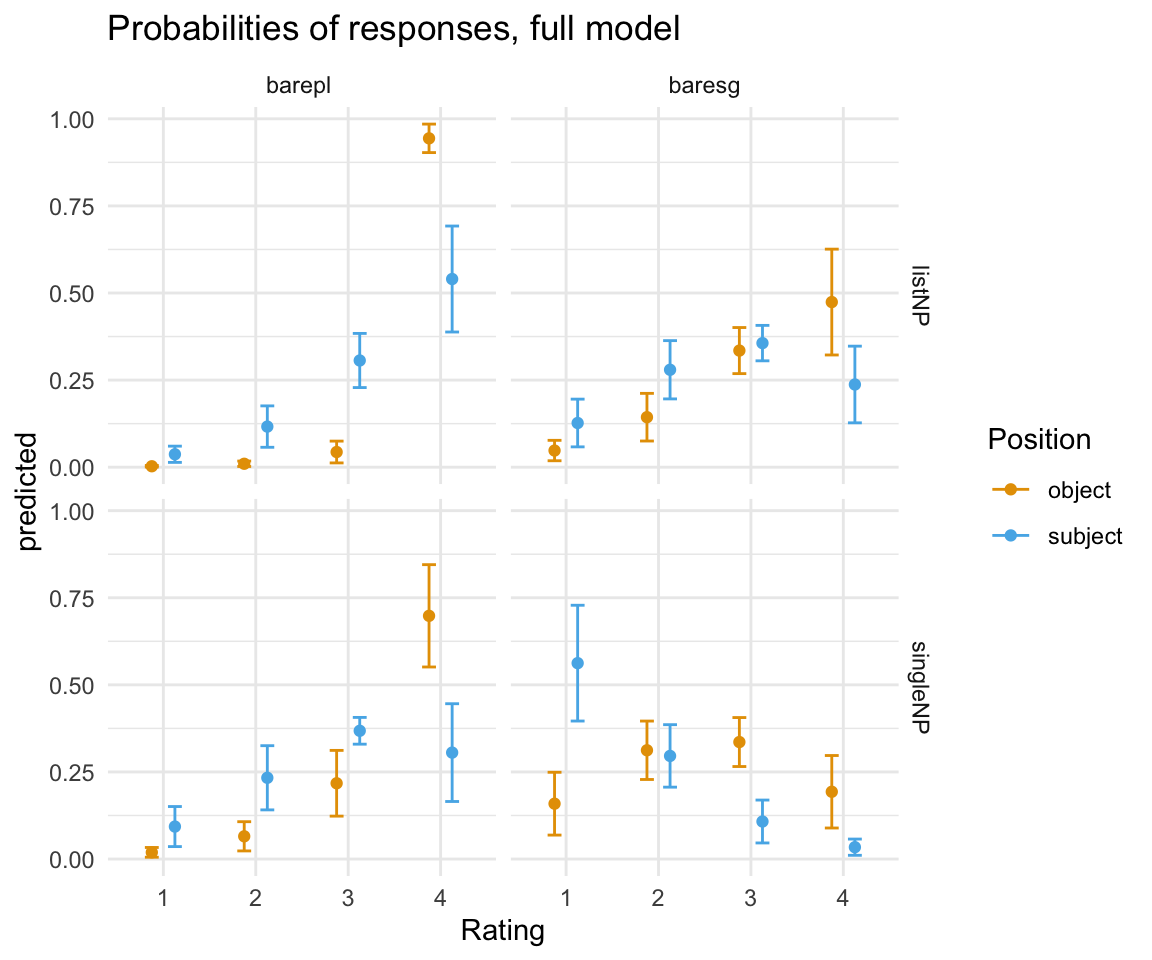 Probabilities of responses, full model
barepl
baresg
1.00
0.75
0.50
0.25
0.00
listNP
1.00
0.75
0.50
0.25
0.00
singleNP
predicted
1
2
3
4
1
2
3
4
Rating
Position
object
subject